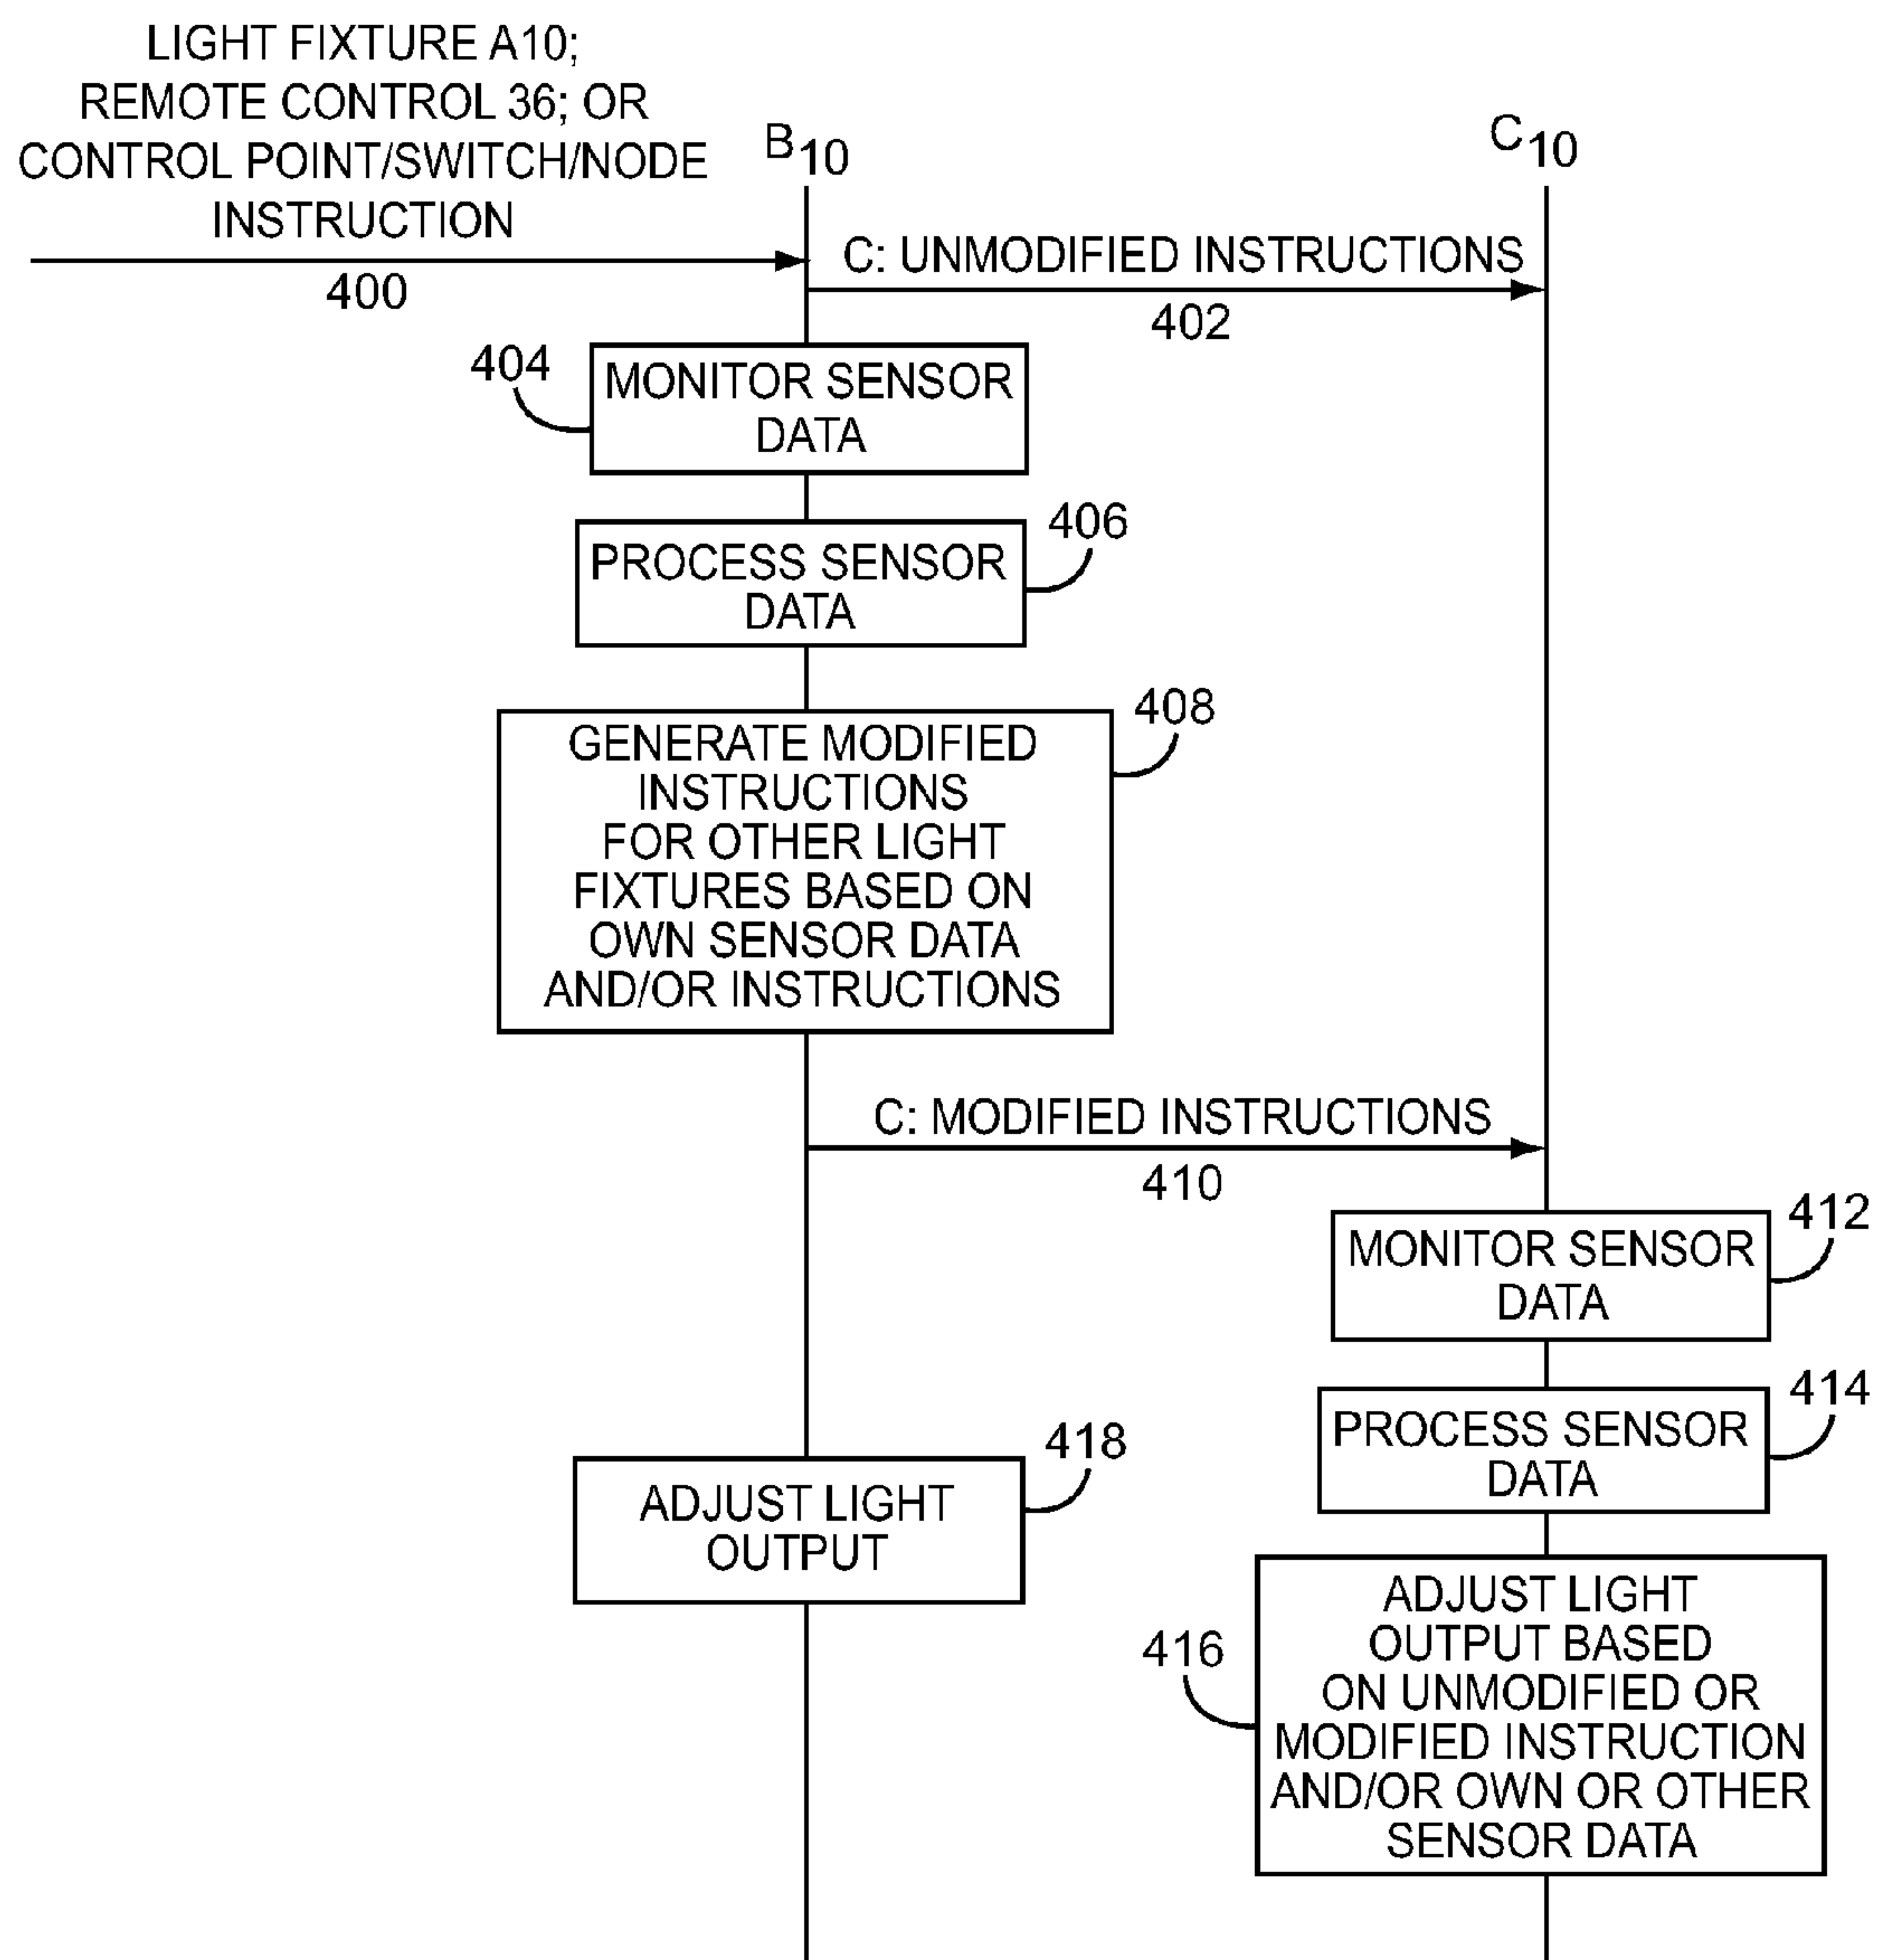 LIGHT FIXTURE A10;
REMOTE CONTROL 36; OR
CONTROL POINT/SWITCH/NODE
INSTRUCTION
400
B10
C10
C: UNMODIFIED INSTRUCTIONS
402
404
MONITOR SENSOR
DATA
406
PROCESS SENSOR
DATA
408
GENERATE MODIFIED
INSTRUCTIONS
FOR OTHER LIGHT
FIXTURES BASED ON
OWN SENSOR DATA
AND/OR INSTRUCTIONS
C: MODIFIED INSTRUCTIONS
410
412
MONITOR SENSOR
DATA
414
PROCESS SENSOR
DATA
418
ADJUST LIGHT
OUTPUT
416
ADJUST LIGHT
OUTPUT BASED
ON UNMODIFIED OR
MODIFIED INSTRUCTION
AND/OR OWN OR OTHER
SENSOR DATA